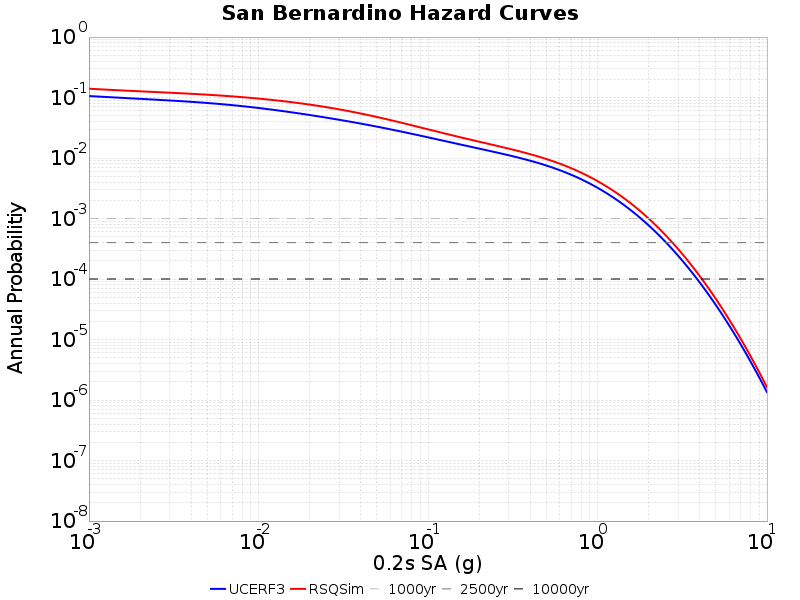 San Bernardino Hazard Curves
Annual Probabilitiy
10^0
10^-1
10^-2
10^-3
10^-4
10^-5
10^-6
10^-7
10^-8
10^-3 10^-2 10^-1 10^0 10^1
0.2s SA (g)
UCERF3 RSQSim 1000yr 2500yr 10000yr